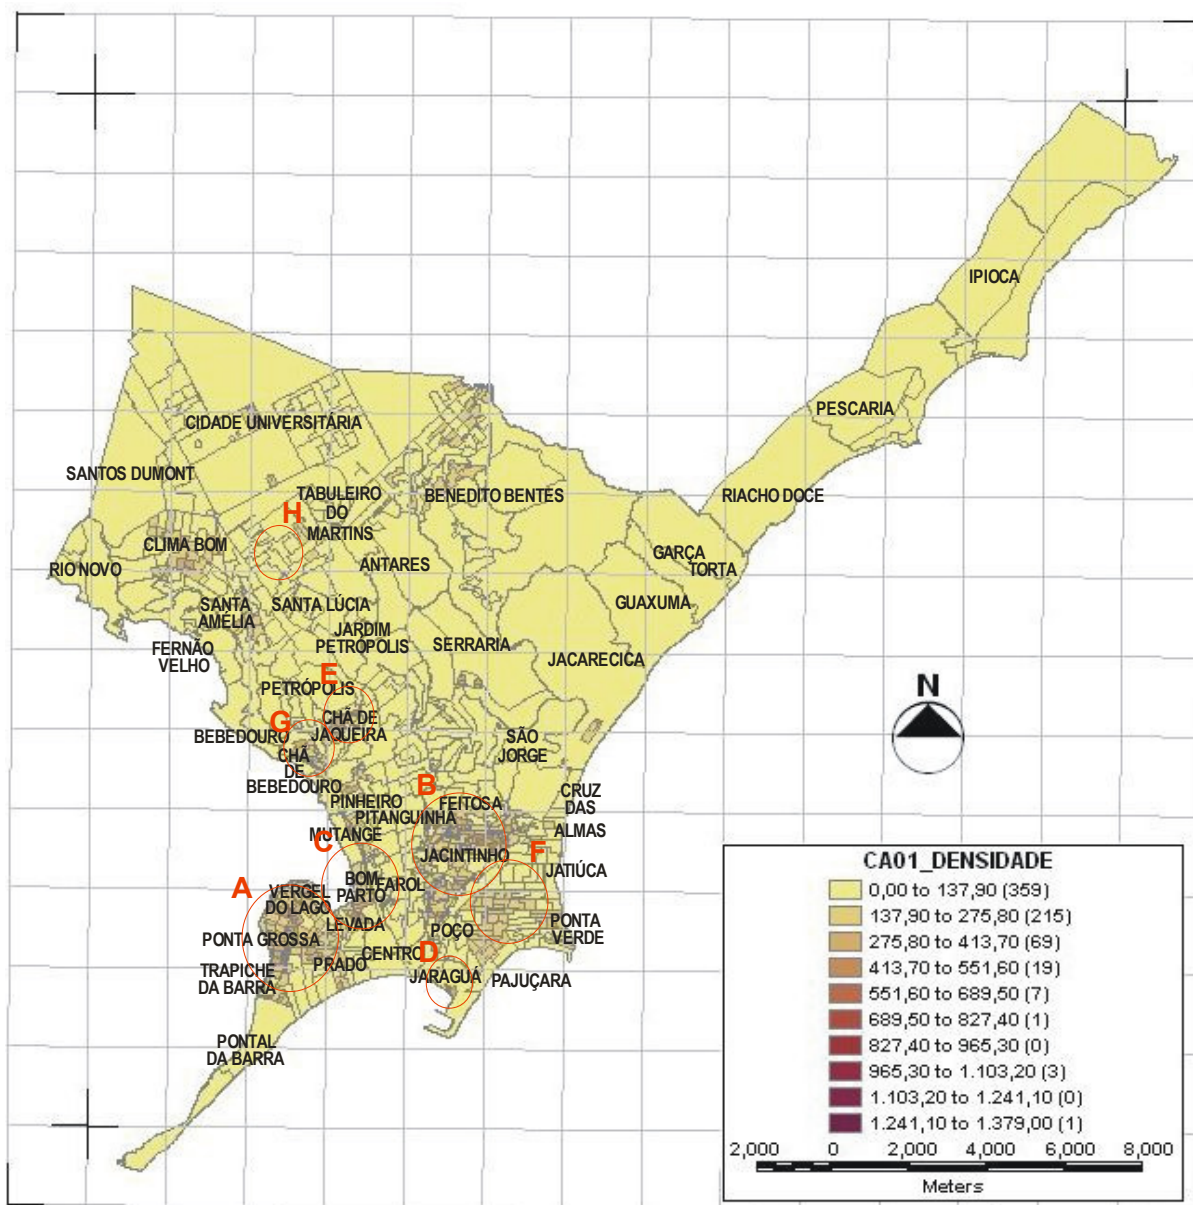 IPIOCA
PESCARIA
RIACHO DOCE
CIDADE UNIVERSITÁRIA
SANTOS DUMONT
TABULEIRO
DO
MARTINS
BENEDITO BENTES
H
CLIMA BOM
RIO NOVO
ANTARES
GARÇA
TORTA
GUAXUMA
SANTA
AMÉLIA
SANTA LÚCIA
JARDIM
PETROPÓLIS
SERRARIA
JACARECICA
FERNÃO
VELHO
E
PETRÓPOLIS
G
CHÃ DE
JAQUEIRA
BEBEDOURO
CHÃ
DE
BEBEDOURO
SÃO
JORGE
N
B
FEITOSA
CRUZ
DAS
ALMAS
PINHEIRO
PITANGUINHA
MUTANGE
C
JACINTINHO
F
JATIÚCA
A
VERGEL
DO LAGO
BOM
PARTO
FAROL
LEVADA
POÇO
PONTA
VERDE
PONTA GROSSA
CENTRO
D
PRADO
TRAPICHE
DA BARRA
JARAGUÁ
PAJUÇARA
PONTAL
DA BARRA
CA01_DENSIDADE
0,00 to 137,90 (359)
137,90 to 275,80 (215)
275,80 to 413,70 (69)
413,70 to 551,60 (19)
551,60 to 689,50 (7)
689,50 to 827,40 (1)
827,40 to 965,30 (0)
965,30 to 1.103,20 (3)
1.103,20 to 1.241,10 (0)
1.241,10 to 1.379,00 (1)
2,000 0 2,000 4,000 6,000 8,000
Meters